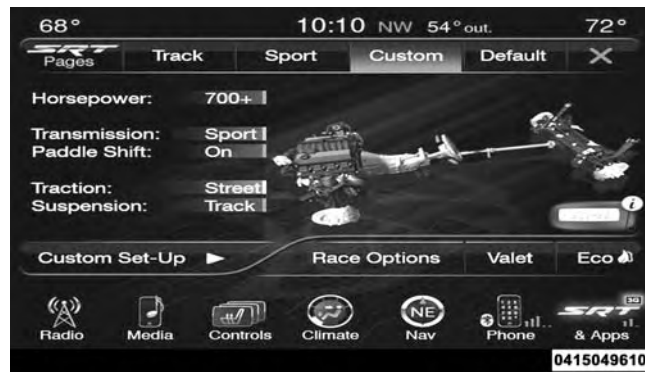 68° 10:10 NW 54° out. 72°
SRT Pages Track Sport Custom Default X
Horsepower: 700+
Transmission: Sport
Paddle Shift: On
Traction: Street
Suspension: Track
i
Custom Set-Up Race Options Valet Eco
NE 3G SRT
Radio Media Controls Climate Nav Phone & Apps
0415049610